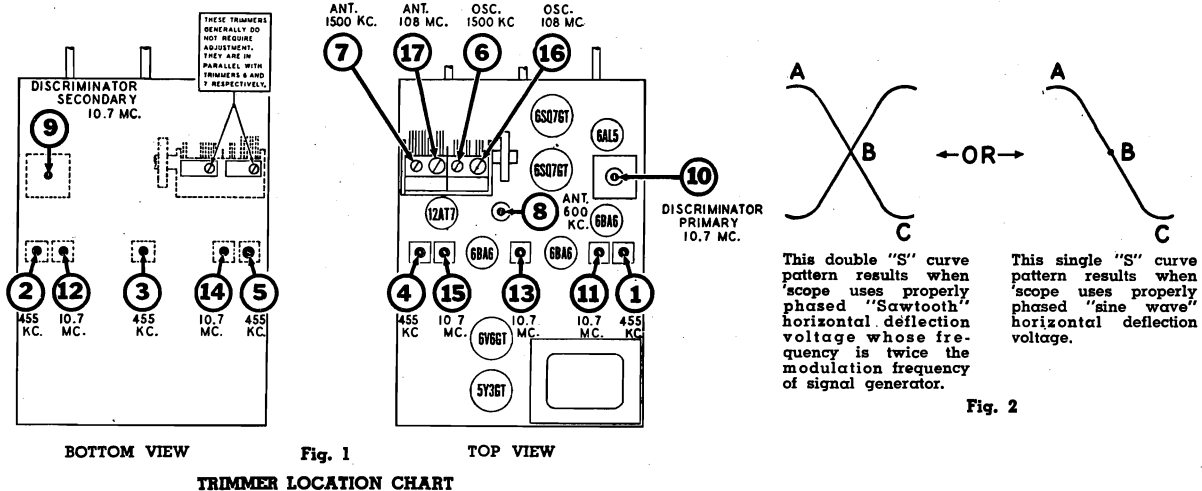 THESE TRIMMERS
GENERALLY DO
NOT REQUIRE
ADJUSTMENT.
THEY ARE IN
PARALLEL WITH
TRIMMERS 6 AND
7 RESPECTIVELY.
DISCRIMINATOR
SECONDARY
10.7 MC.
9
2
12
3
14
5
455
KC.
10.7
MC.
455
KC.
10.7
MC.
455
KC.
BOTTOM VIEW
ANT.
1500 KC.
ANT.
108 MC.
OSC.
1500 KC
OSC.
108 MC
7
17
6
16
6SQ7GT
6AL5
6SQ7GT
10
DISCRIMINATOR
PRIMARY
10.7 MC.
12AT7
8
ANT.
600
KC.
6BA6
6BA6
6BA6
4
15
13
11
1
455
KC
10.7
MC.
10.7
MC.
10.7
MC.
455
KC.
6V6GT
5Y3GT
TOP VIEW
Fig. 1
TRIMMER LOCATION CHART
A
B
C
←OR→
A
B
C
This double "S" curve
pattern results when
'scope uses properly
phased "Sawtooth"
horizontal deflection
voltage whose fre-
quency is twice the
modulation frequency
of signal generator.
This single "S" curve
pattern results when
'scope uses properly
phased "sine wave"
horizontal deflection
voltage.
Fig. 2